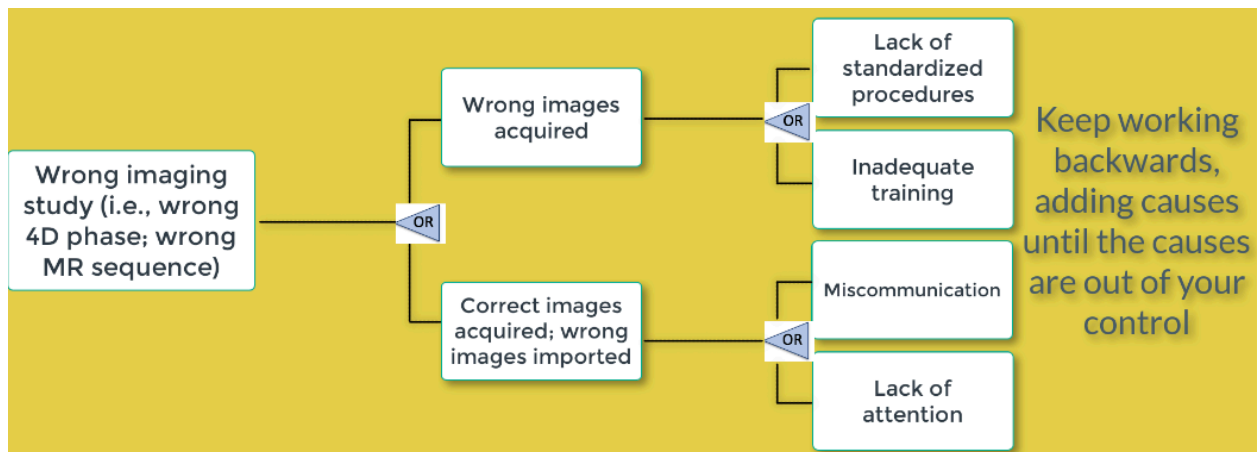 Wrong imaging
study (i.e., wrong
4D phase; wrong
MR sequence)
OR
Wrong images
acquired
Correct images
acquired; wrong
images imported
OR
Lack of
standardized
procedures
Inadequate
training
OR
Miscommunication
Lack of
attention
Keep working
backwards,
adding causes
until the causes
are out of your
control